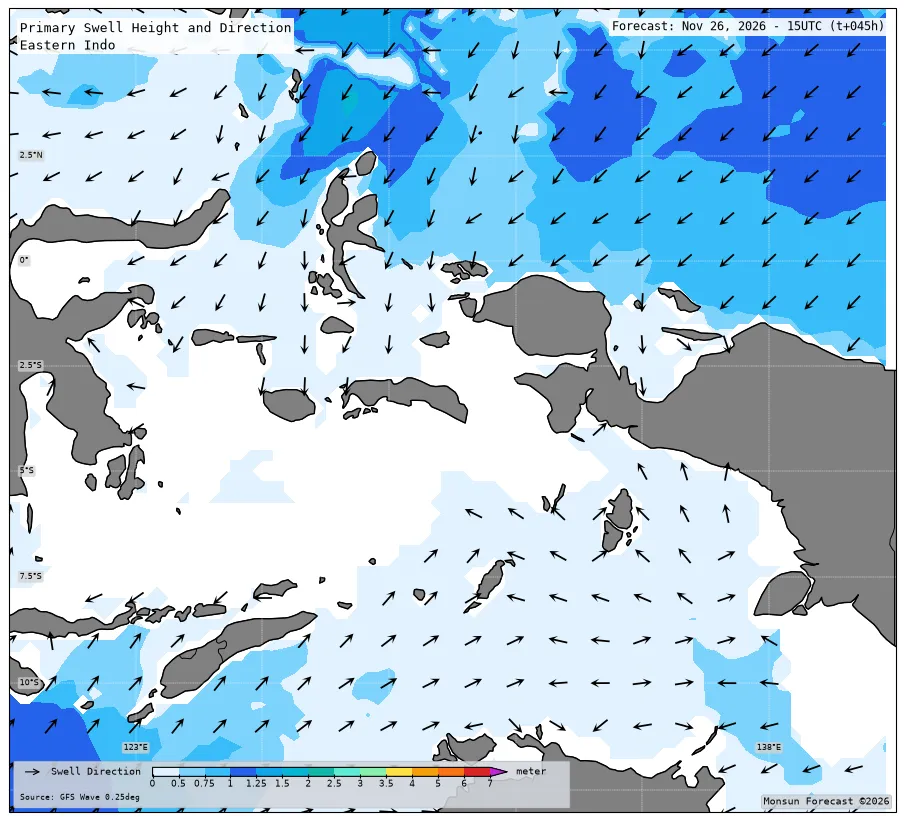 Primary Swell Height and Direction
Eastern Indo
Forecast: Nov 26, 2026 - 15UTC (t+045h)
2.5°N
0°
2.5°S
5°S
7.5°S
10°S
123°E
138°E
Swell Direction
0 0.5 0.75 1 1.25 1.5 2 2.5 3 3.5 4 5 6 7
meter
Source: GFS Wave 0.25deg
Monsun Forecast ©2026